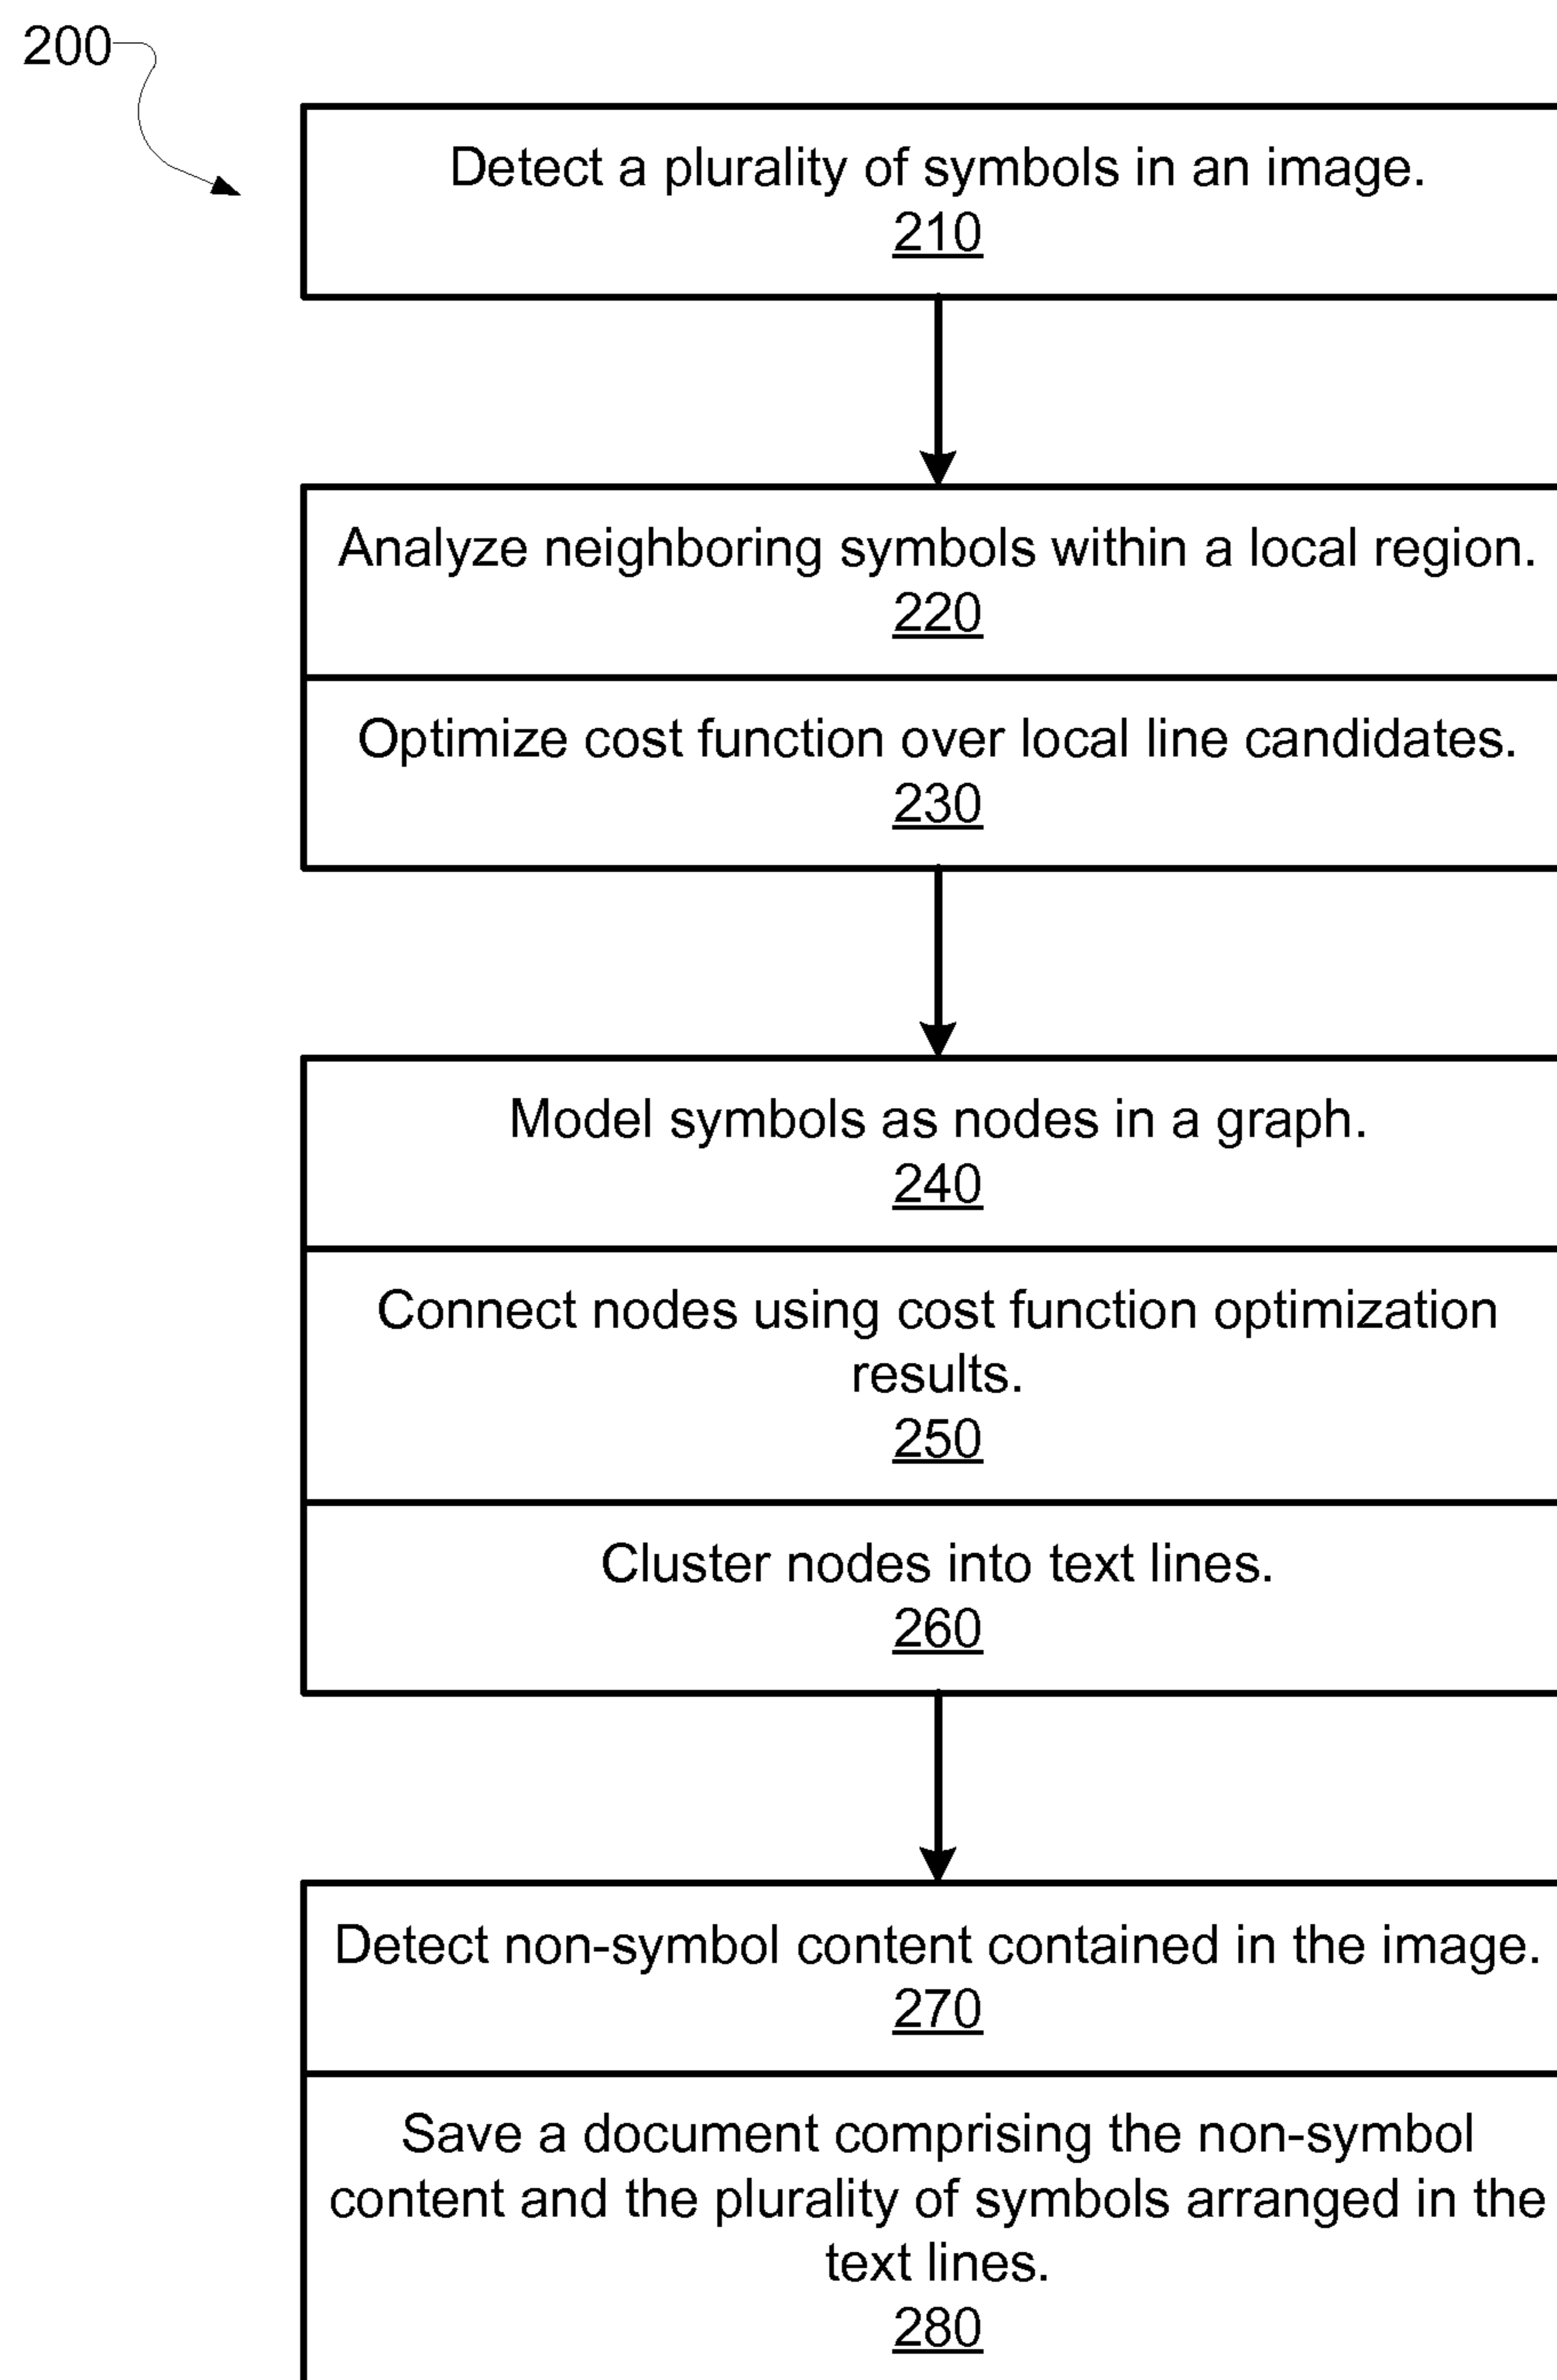 200
Detect a plurality of symbols in an image.
210
Analyze neighboring symbols within a local region.
220
Optimize cost function over local line candidates.
230
Model symbols as nodes in a graph.
240
Connect nodes using cost function optimization
results.
250
Cluster nodes into text lines.
260
Detect non-symbol content contained in the image.
270
Save a document comprising the non-symbol
content and the plurality of symbols arranged in the
text lines.
280